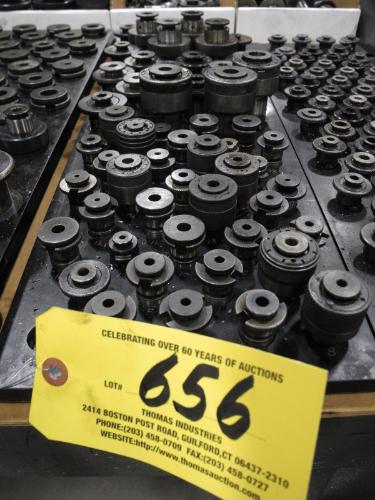 CELEBRATING OVER 60 YEARS OF AUCTIONS
LOT# 656
THOMAS INDUSTRIES
2414 BOSTON POST ROAD, GUILFORD,CT 06437-2310
PHONE:(203) 458-0709 FAX:(203) 458-0727
WEBSITE:http://www.thomasauction.com